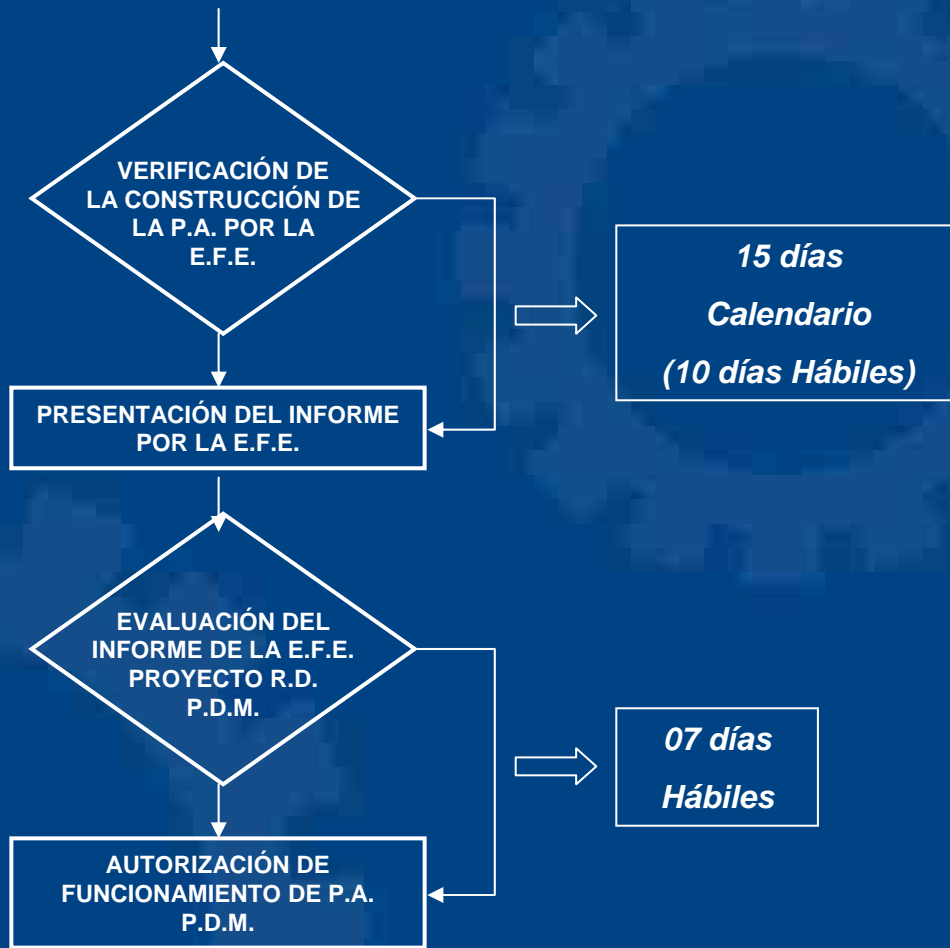 VERIFICACIÓN DE
LA CONSTRUCCIÓN DE
LA P.A. POR LA
E.F.E.
15 días
Calendario
(10 días Hábiles)
PRESENTACIÓN DEL INFORME
POR LA E.F.E.
EVALUACIÓN DEL
INFORME DE LA E.F.E.
PROYECTO R.D.
P.D.M.
07 días
Hábiles
AUTORIZACIÓN DE
FUNCIONAMIENTO DE P.A.
P.D.M.